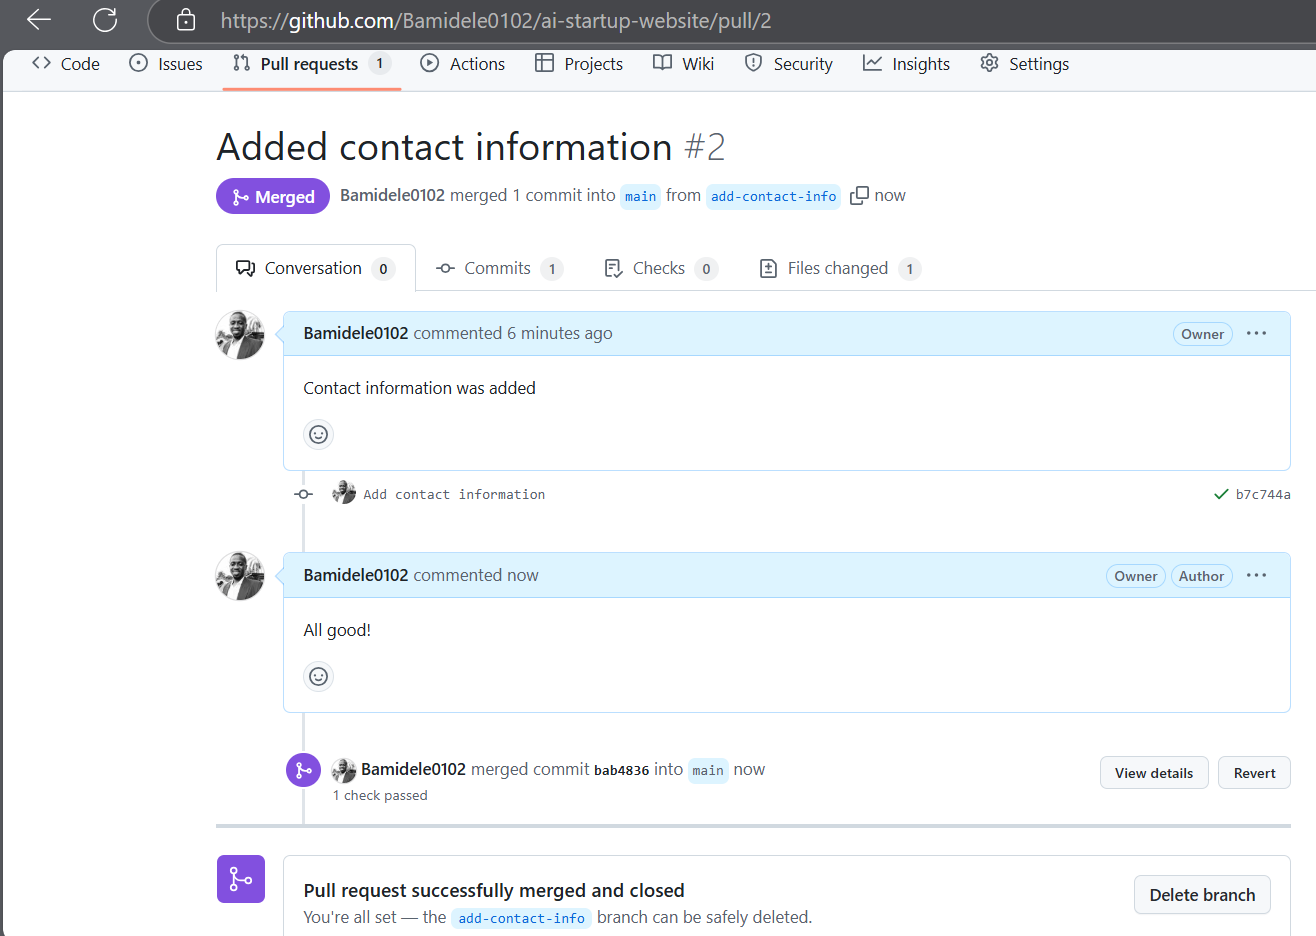 https://github.com/Bamidele0102/ai-startup-website/pull/2
Code Issues Pull requests 1 Actions Projects Wiki Security Insights Settings
Added contact information #2
Merged Bamidele0102 merged 1 commit into main from add-contact-info now
Conversation 0 Commits 1 Checks 0 Files changed 1
Bamidele0102 commented 6 minutes ago Owner
Contact information was added
Add contact information b7c744a
Bamidele0102 commented now Owner Author
All good!
Bamidele0102 merged commit bab4836 into main now View details Revert
1 check passed
Pull request successfully merged and closed
Delete branch
You're all set — the add-contact-info branch can be safely deleted.